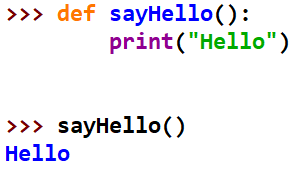 >>> def sayHello():
        print("Hello")
>>> sayHello()
Hello